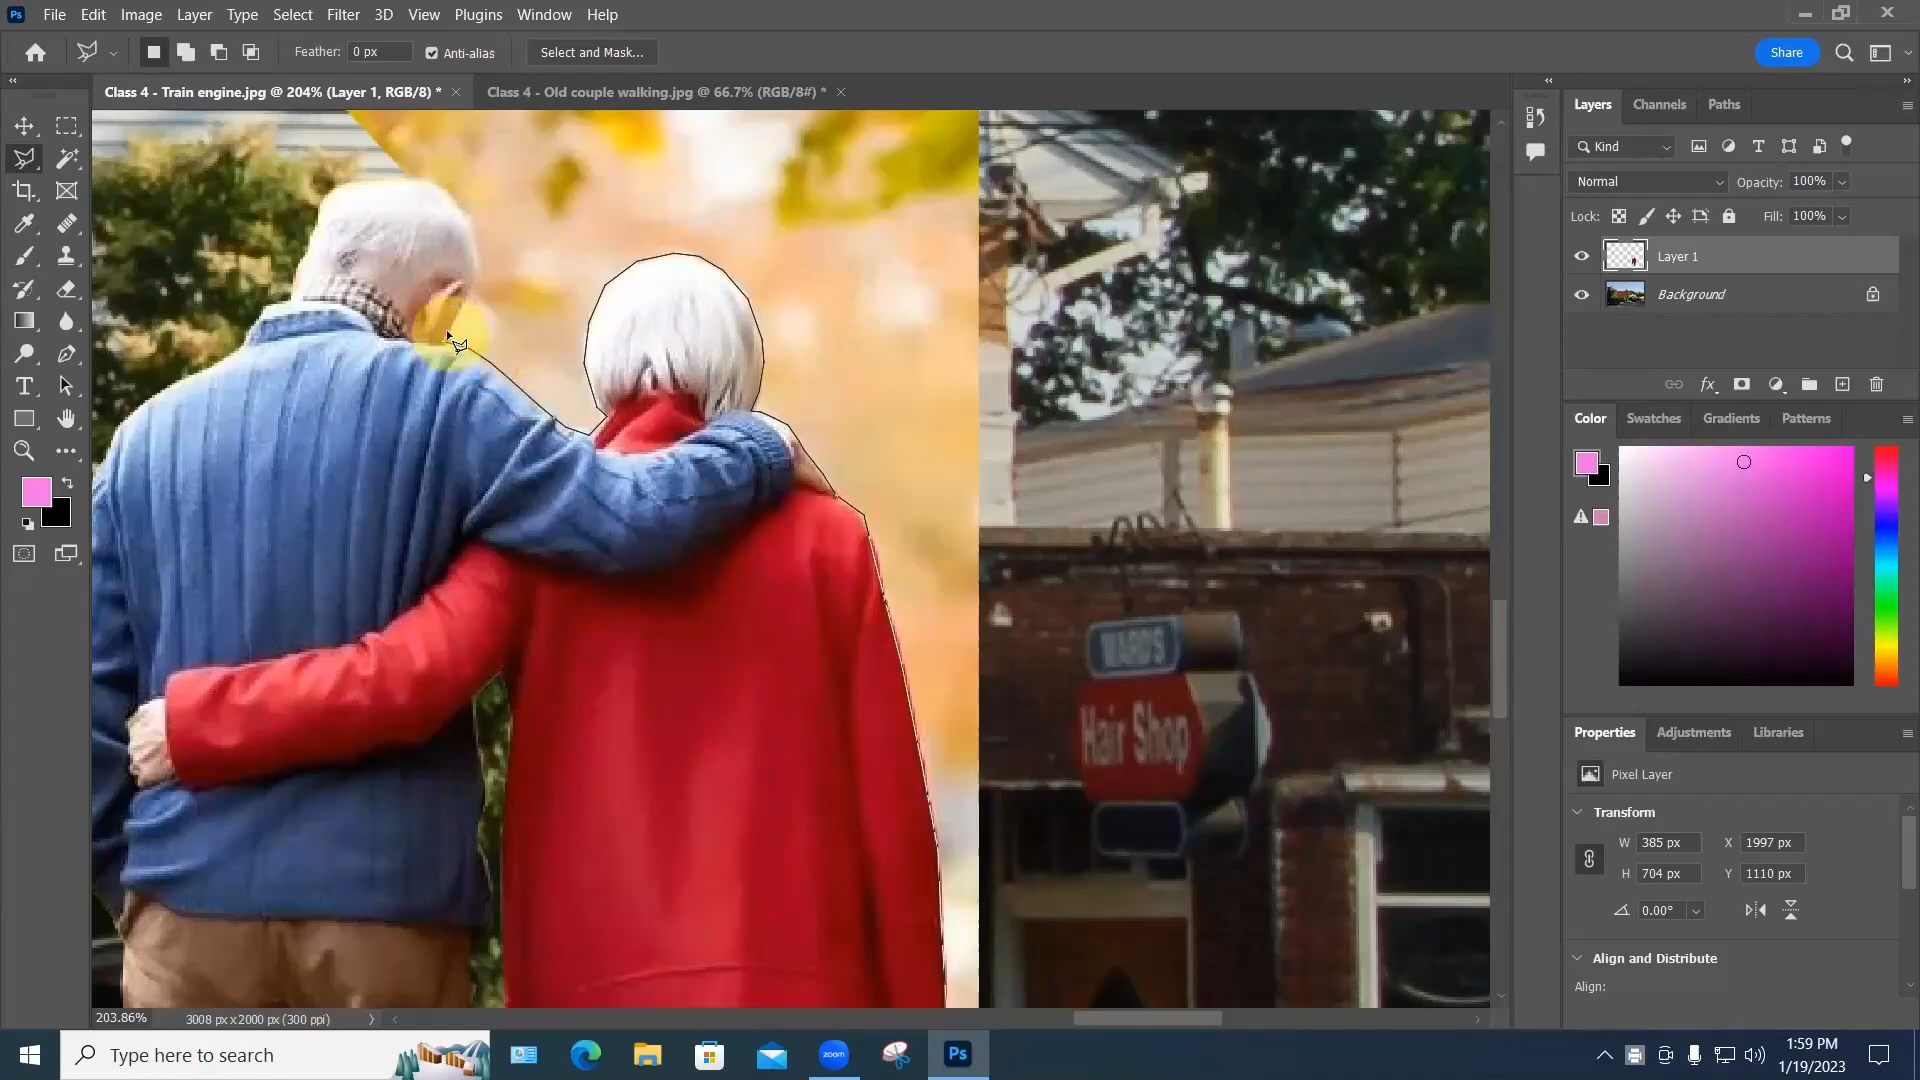 Ps File Edit Image Layer Type Select Filter 3D View Plugins Window Help
Feather: 0 px Anti-alias Select and Mask... Share
Class 4 - Train engine.jpg @ 204% (Layer 1, RGB/8) * Class 4 - Old couple walking.jpg @ 66.7% (RGB/8#) *
Layers Channels Paths
Kind
Normal Opacity: 100%
Lock: Fill: 100%
Layer 1
Background
fx
Color Swatches Gradients Patterns
WARD'S
Hair Shop
Properties Adjustments Libraries
Pixel Layer
Transform
W 385 px X 1997 px
H 704 px Y 1110 px
0.00°
Align and Distribute
Align:
203.86% 3008 px x 2000 px (300 ppi)
Type here to search
zoom
Ps
1:59 PM
1/19/2023